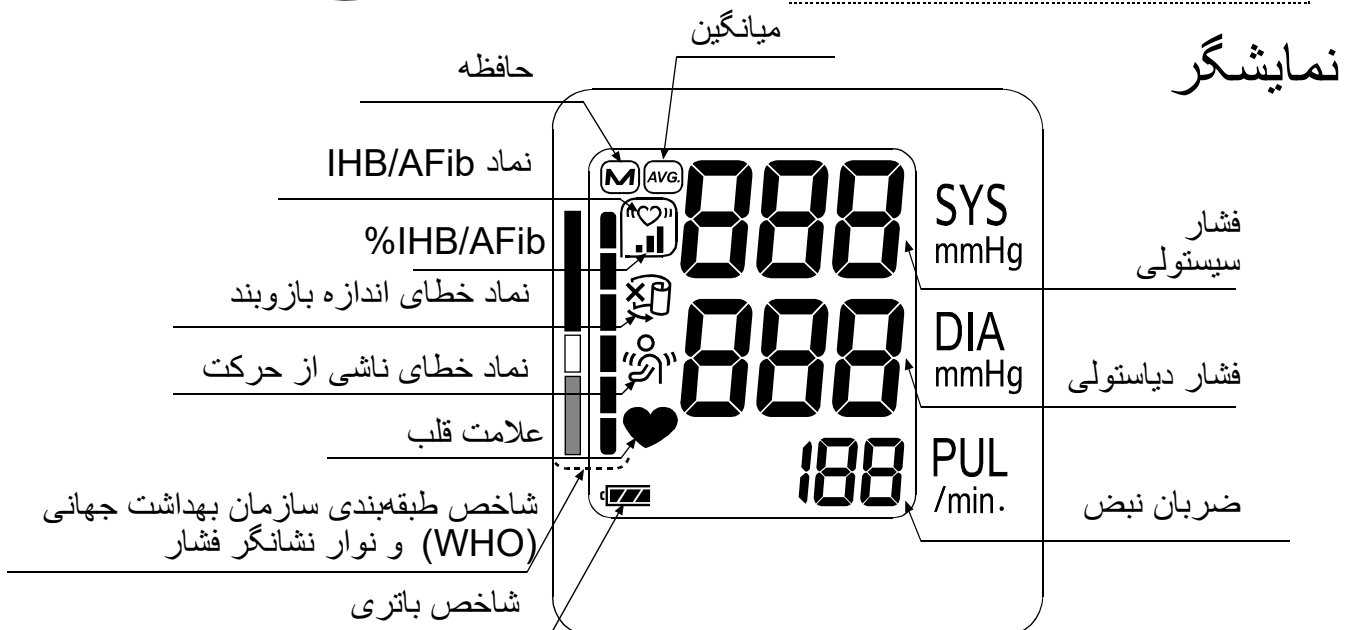 نمایشگر
میانگین
حافظه
نماد IHB/AFib
%IHB/AFib
نماد خطای اندازه بازوبند
نماد خطای ناشی از حرکت
علامت قلب
شاخص طبقه‌بندی سازمان بهداشت جهانی
(WHO) و نوار نشانگر فشار
شاخص باتری
M AVG. 888
888
188
SYS
mmHg
DIA
mmHg
PUL
/min.
فشار
سیستولی
فشار دیاستولی
ضربان نبض